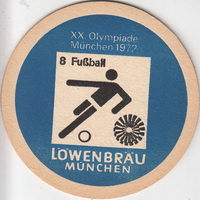 XX. Olympiade
München 1972
8 Fußball
LÖWENBRÄU
MÜNCHEN